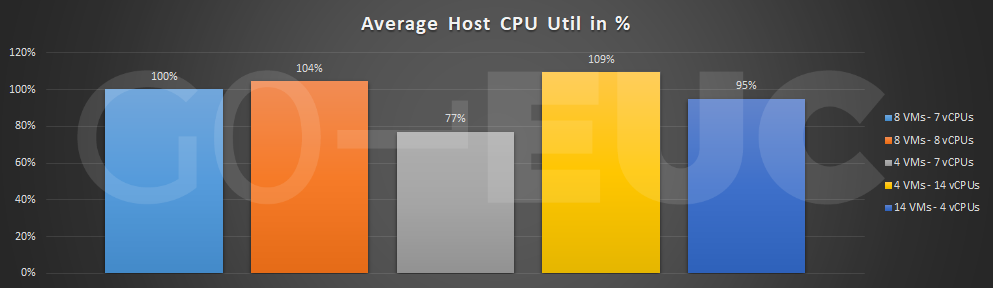 Average Host CPU Util in %
120%
100%
80%
60%
40%
20%
0%
100%
104%
77%
109%
95%
GO-EUC
8 VMs - 7 vCPUs
8 VMs - 8 vCPUs
4 VMs - 7 vCPUs
4 VMs - 14 vCPUs
14 VMs - 4 vCPUs